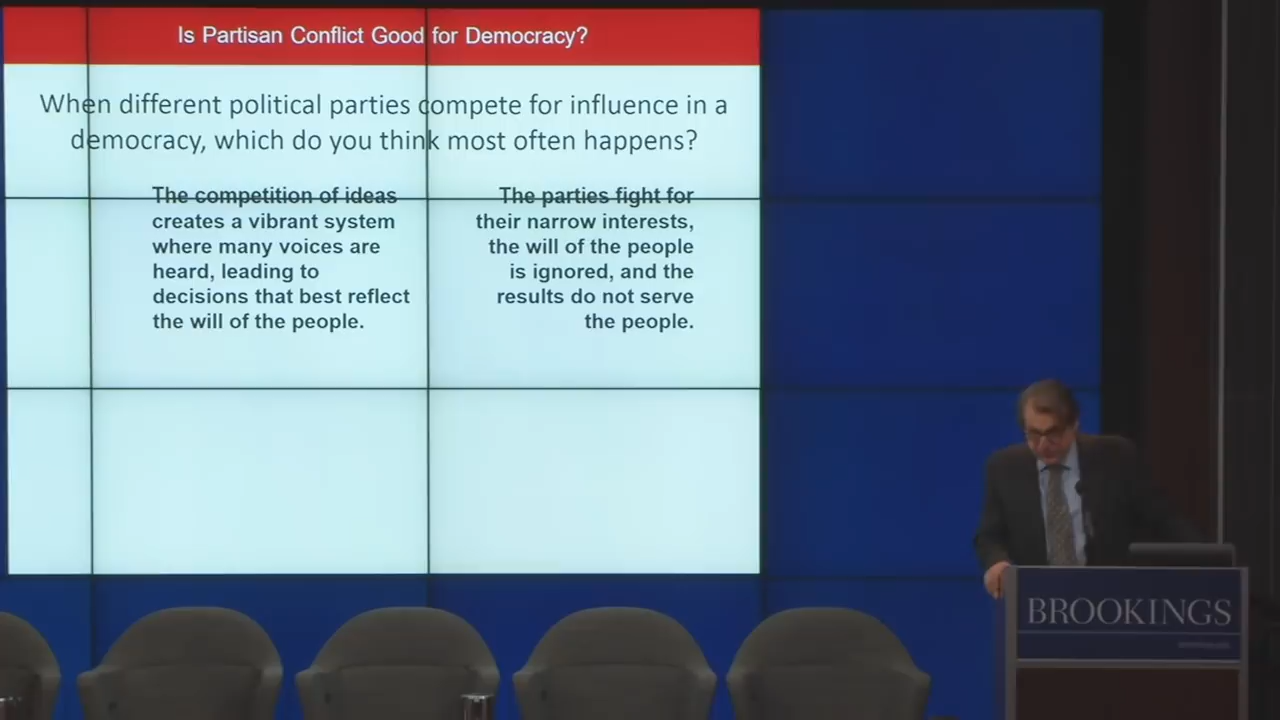 Is Partisan Conflict Good for Democracy?
When different political parties compete for influence in a
democracy, which do you think most often happens?
The competition of ideas
creates a vibrant system
where many voices are
heard, leading to
decisions that best reflect
the will of the people.
The parties fight for
their narrow interests,
the will of the people
is ignored, and the
results do not serve
the people.
BROOKINGS